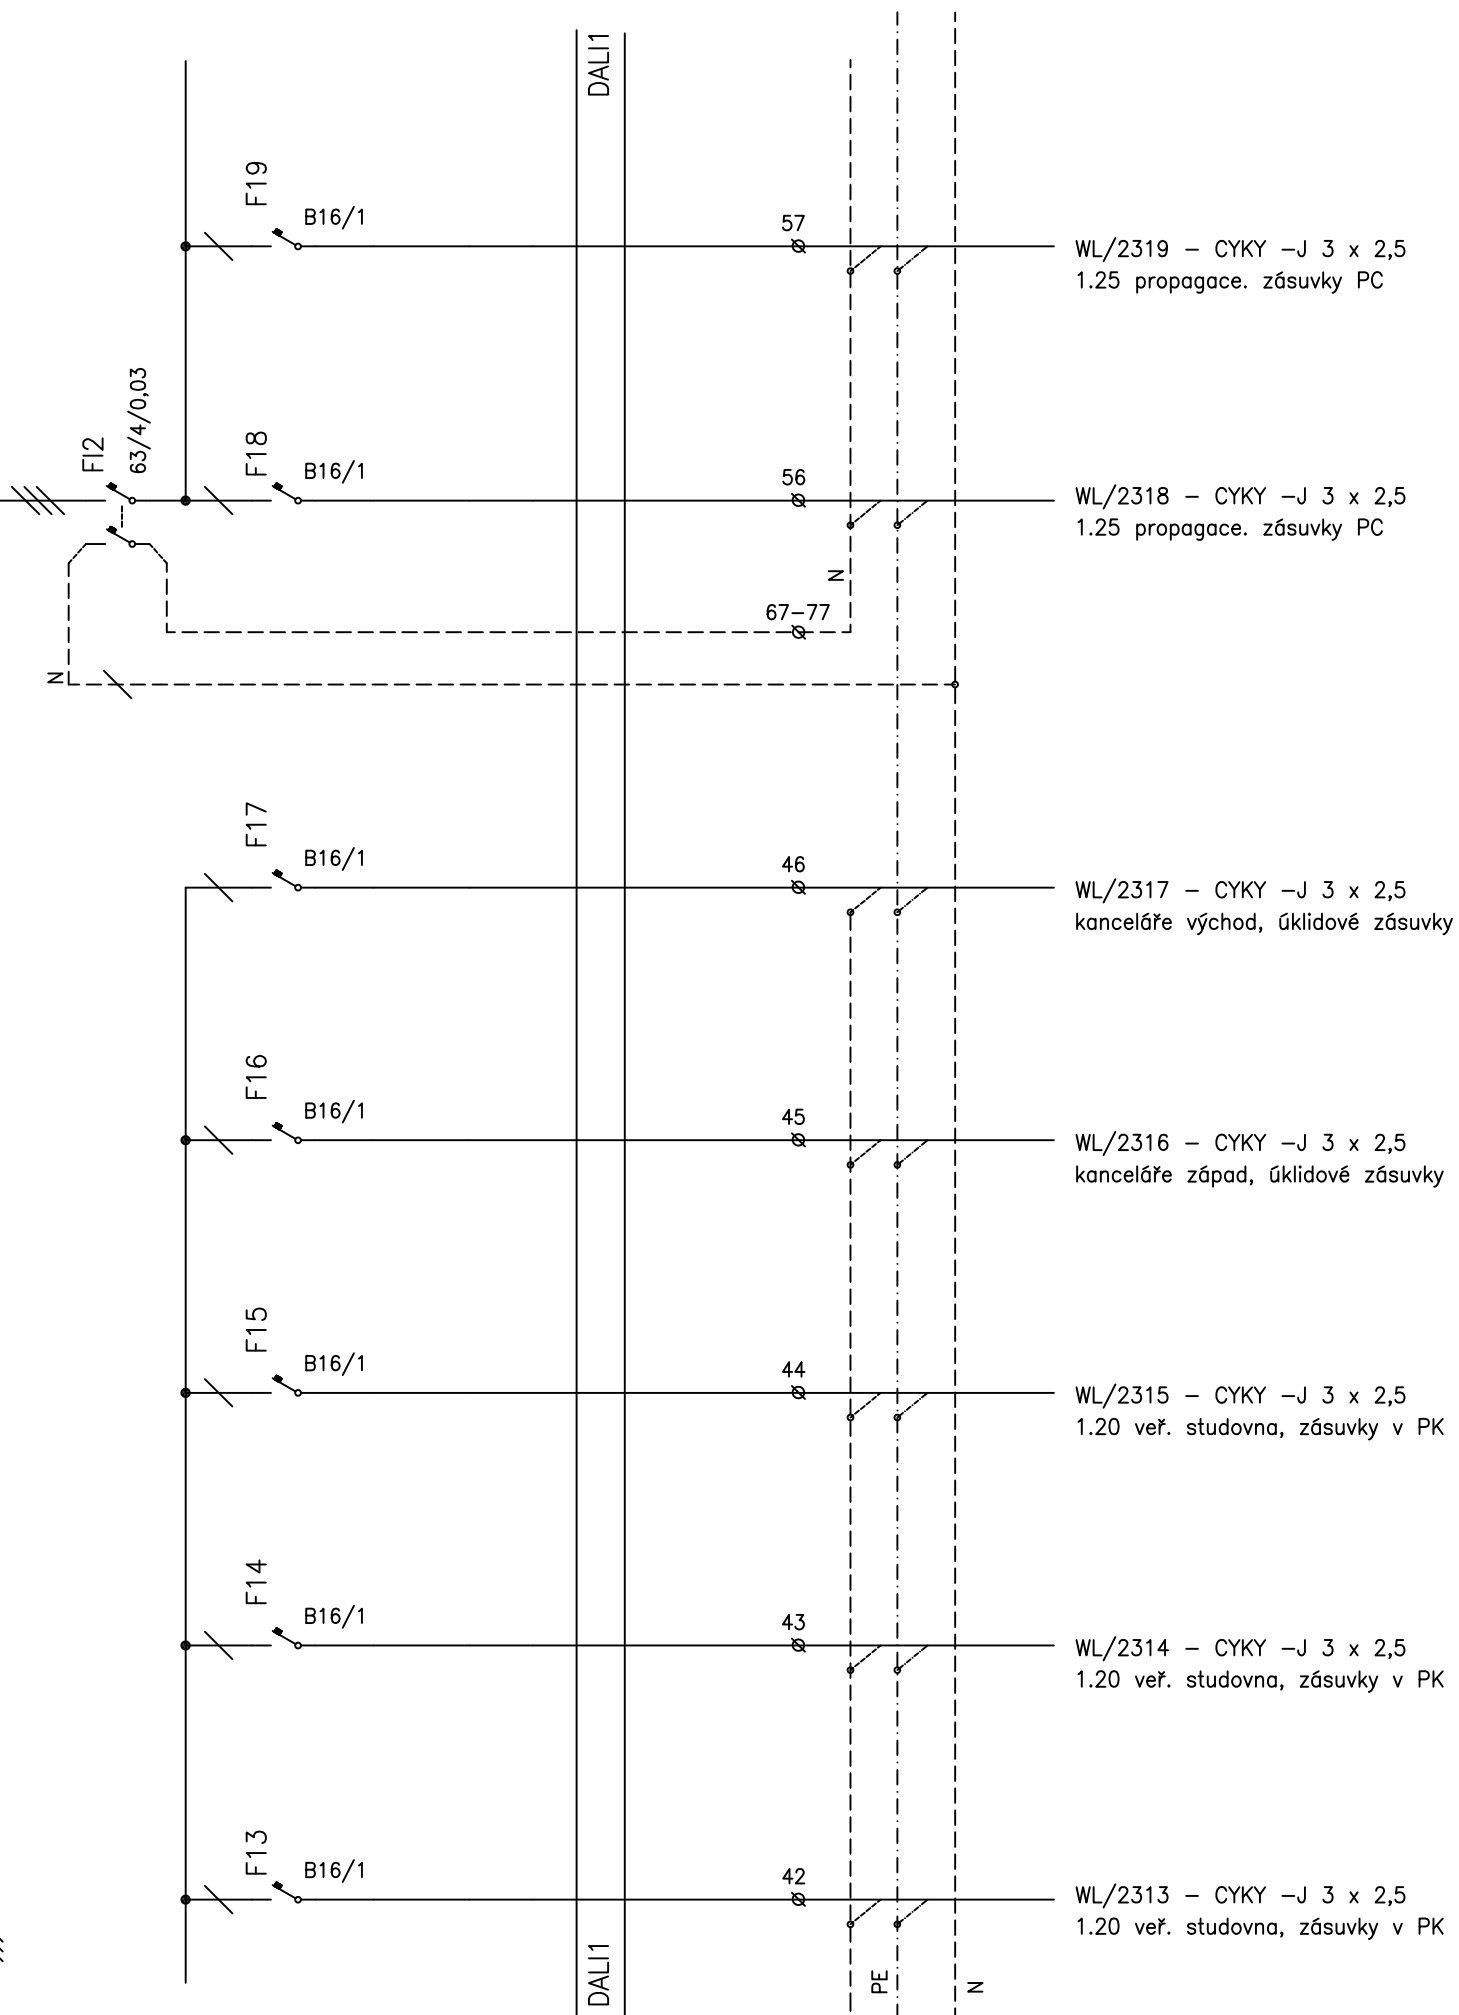 DALI1
F19
B16/1
57
WL/2319 – CYKY –J 3 x 2,5
1.25 propagace. zásuvky PC
FI2
63/4/0,03
F18
B16/1
56
WL/2318 – CYKY –J 3 x 2,5
1.25 propagace. zásuvky PC
N
67–77
N
F17
B16/1
46
WL/2317 – CYKY –J 3 x 2,5
kanceláře východ, úklidové zásuvky
F16
B16/1
45
WL/2316 – CYKY –J 3 x 2,5
kanceláře západ, úklidové zásuvky
F15
B16/1
44
WL/2315 – CYKY –J 3 x 2,5
1.20 veř. studovna, zásuvky v PK
F14
B16/1
43
WL/2314 – CYKY –J 3 x 2,5
1.20 veř. studovna, zásuvky v PK
F13
B16/1
42
WL/2313 – CYKY –J 3 x 2,5
1.20 veř. studovna, zásuvky v PK
DALI1
PE
N